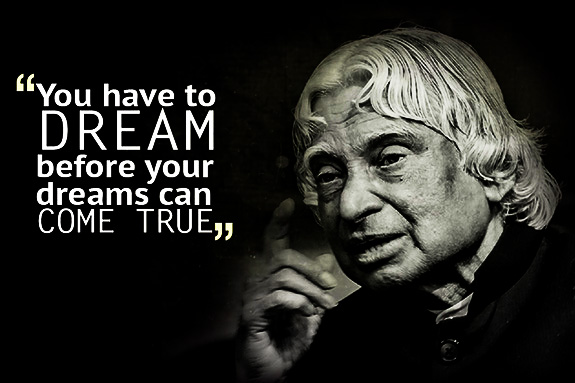 “You have to
DREAM
before your
dreams can
COME TRUE”